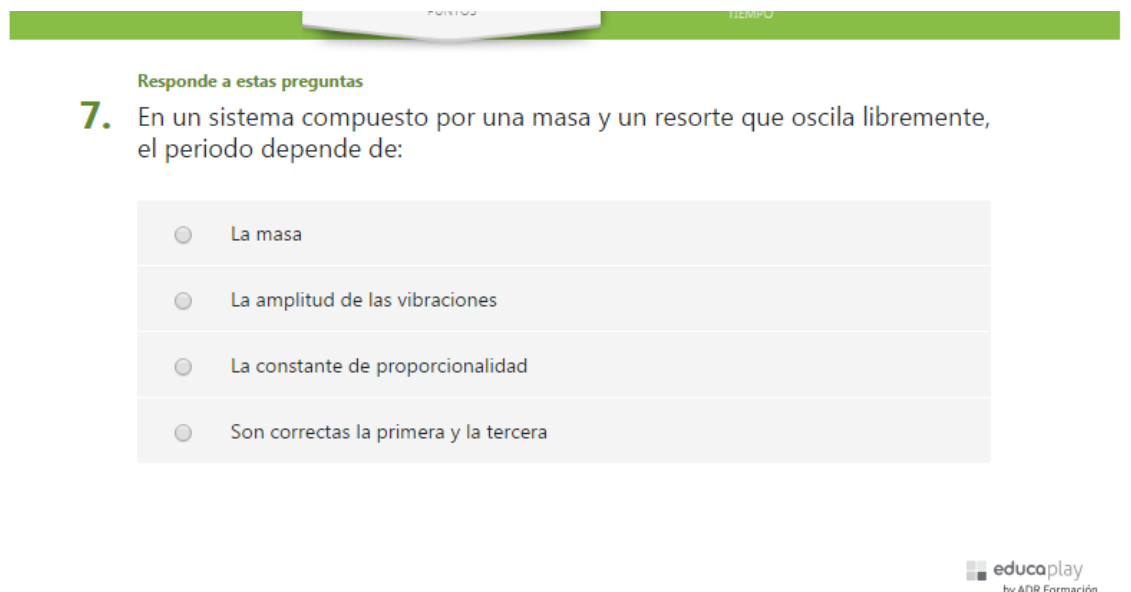 PUNTOS
TIEMPO
Responde a estas preguntas
7. En un sistema compuesto por una masa y un resorte que oscila libremente,
el periodo depende de:
La masa
La amplitud de las vibraciones
La constante de proporcionalidad
Son correctas la primera y la tercera
educaplay
by ADR Formación